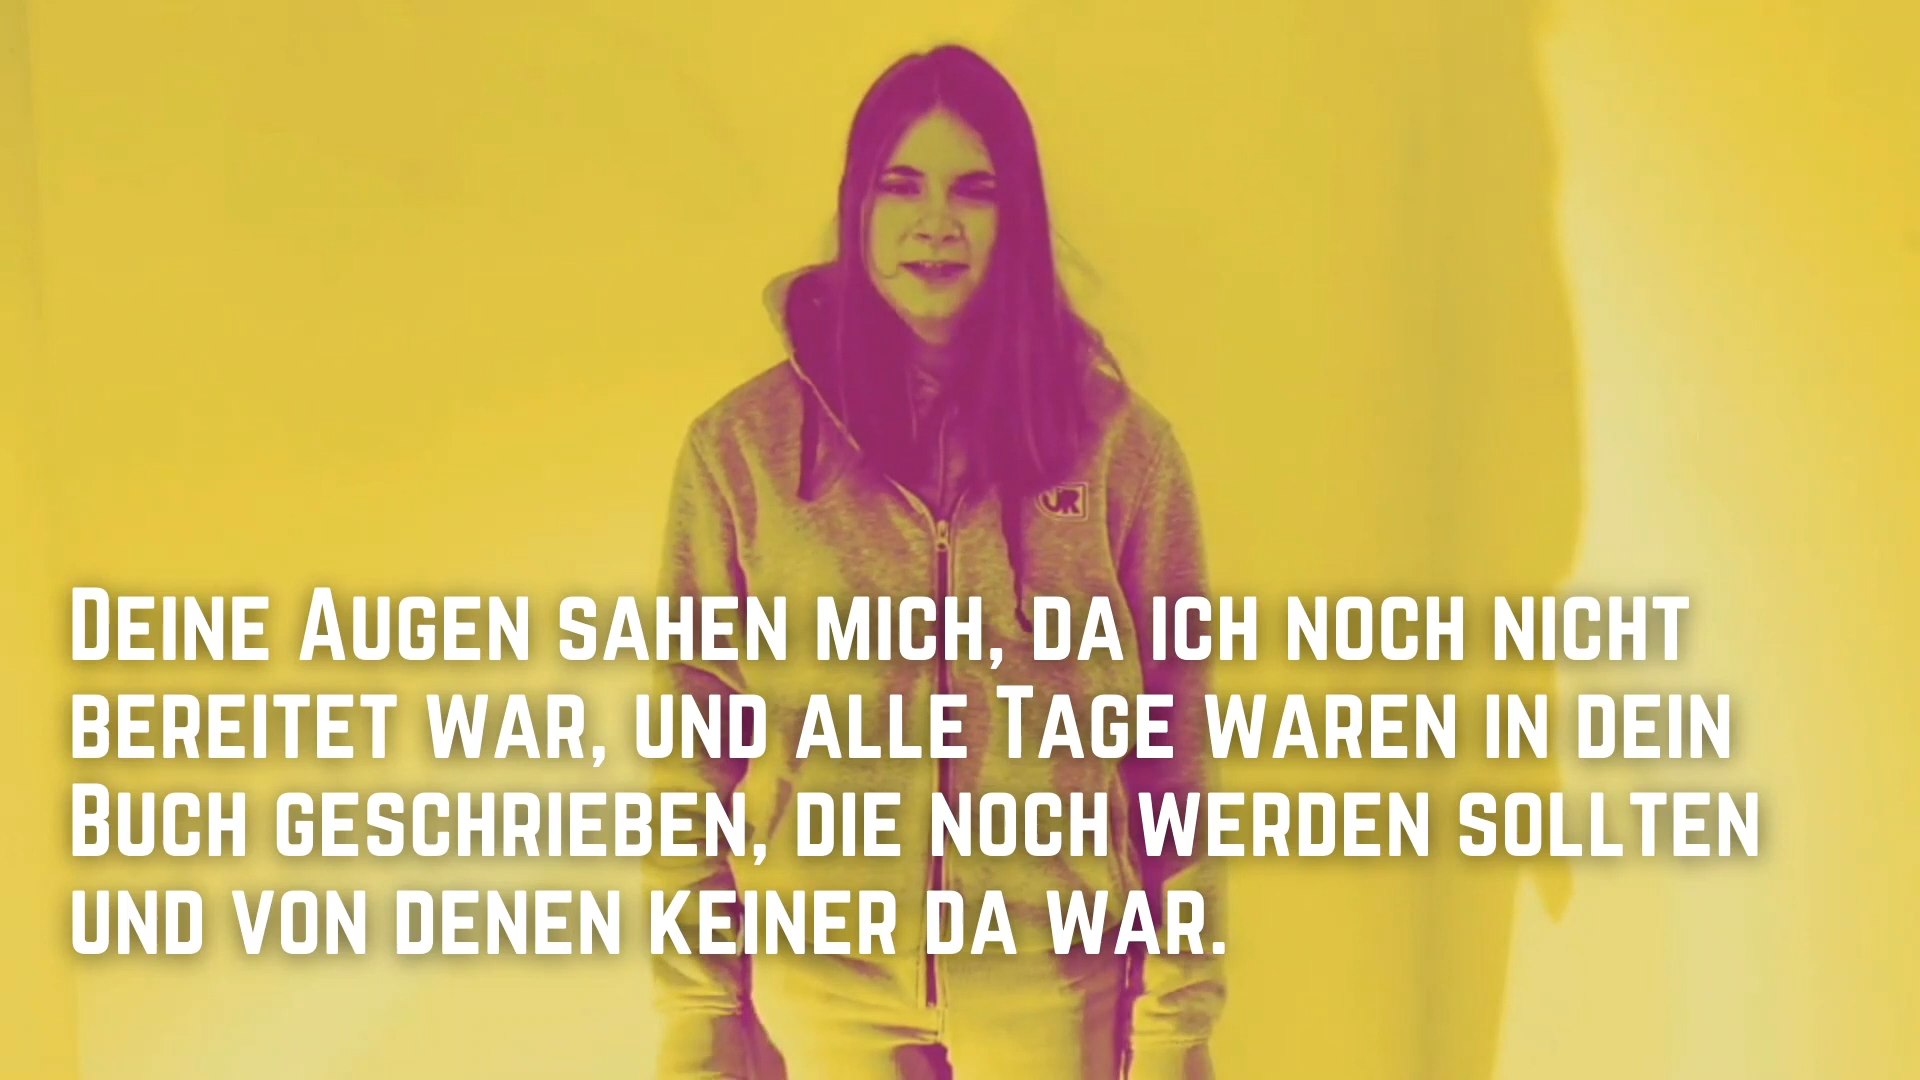 Deine Augen sahen mich, da ich noch nicht
bereitet war, und alle Tage waren in dein
Buch geschrieben, die noch werden sollten
und von denen keiner da war.
JR